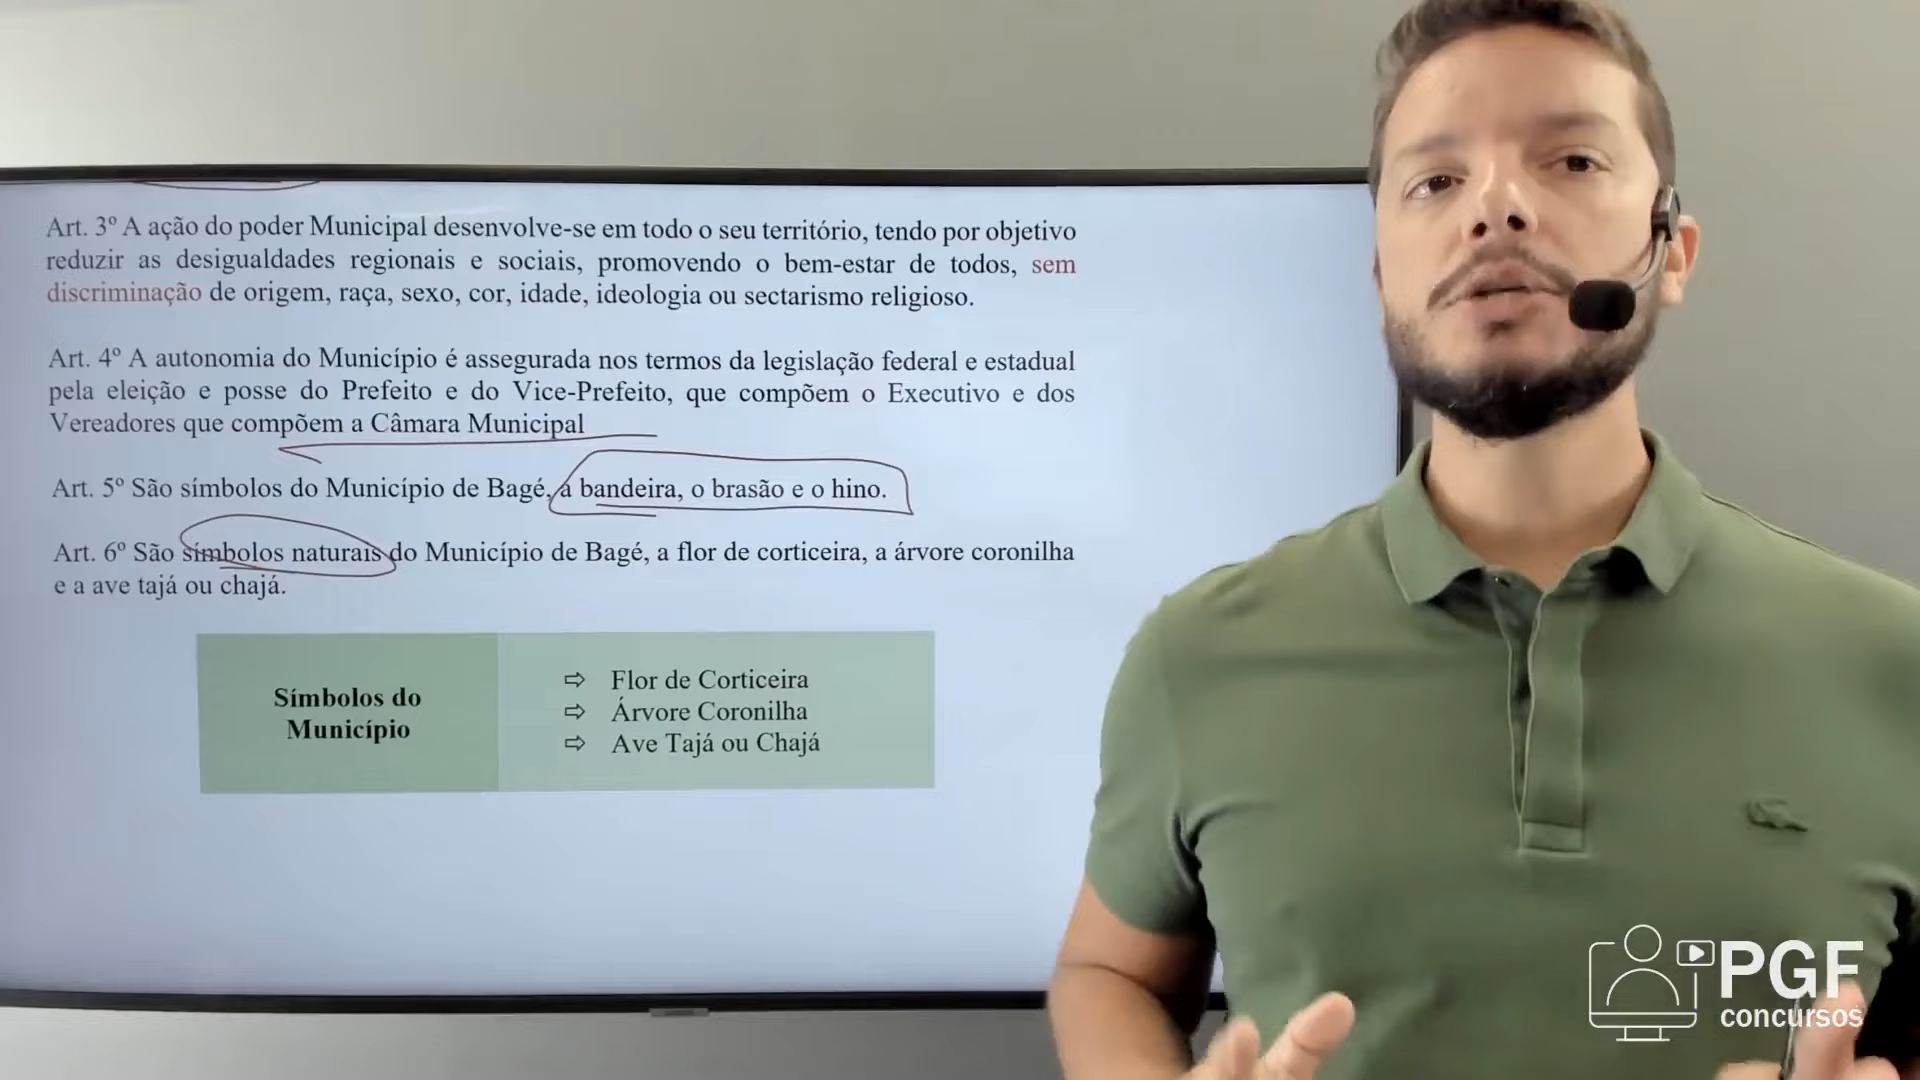 Art. 3º A ação do poder Municipal desenvolve-se em todo o seu território, tendo por objetivo
reduzir as desigualdades regionais e sociais, promovendo o bem-estar de todos, sem
discriminação de origem, raça, sexo, cor, idade, ideologia ou sectarismo religioso.
Art. 4º A autonomia do Município é assegurada nos termos da legislação federal e estadual
pela eleição e posse do Prefeito e do Vice-Prefeito, que compõem o Executivo e dos
Vereadores que compõem a Câmara Municipal
Art. 5º São símbolos do Município de Bagé, a bandeira, o brasão e o hino.
Art. 6º São símbolos naturais do Município de Bagé, a flor de corticeira, a árvore coronilha
e a ave tajá ou chajá.
Símbolos do
Município
⇨ Flor de Corticeira
⇨ Árvore Coronilha
⇨ Ave Tajá ou Chajá
PGF
concursos